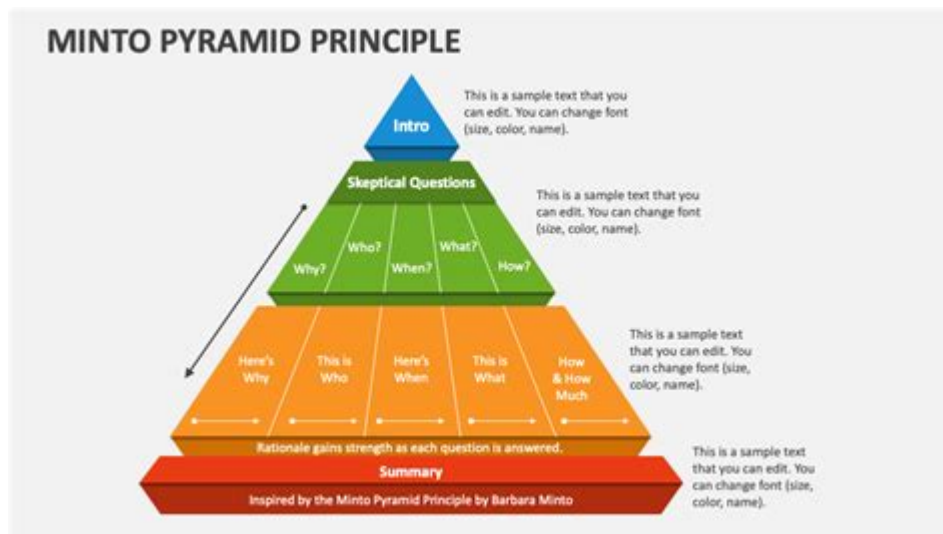 MINTO PYRAMID PRINCIPLE
Intro
This is a sample text that you
can edit. You can change font
(size, color, name).
Skeptical Questions
Why?
Who?
When?
What?
How?
This is a sample text that you
can edit. You can change font
(size, color, name).
Here's
Why
This is
Who
Here's
When
This is
What
How
& How
Much
This is a sample text
that you can edit. You
can change font (size,
color, name).
Rationale gains strength as each question is answered.
Summary
Inspired by the Minto Pyramid Principle by Barbara Minto
This is a sample text
that you can edit. You
can change font (size,
color, name).